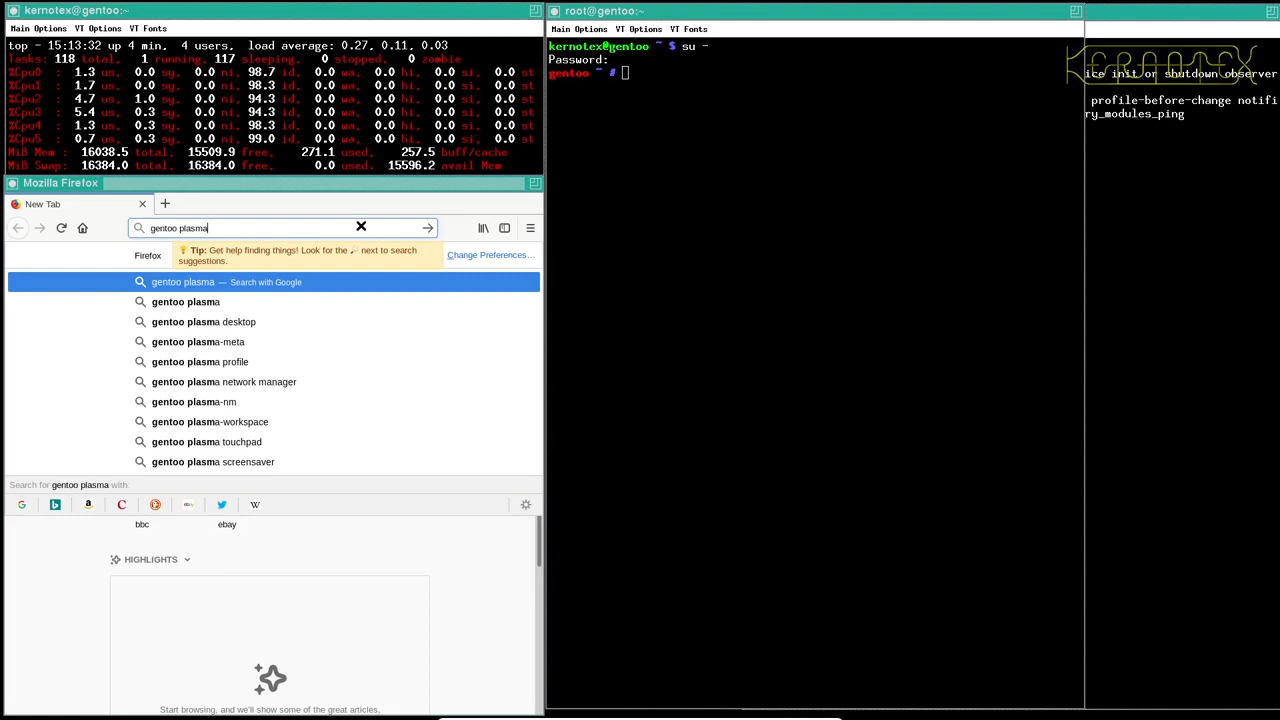 kernotex@gentoo:~
Main Options VT Options VT Fonts
top - 15:13:32 up 4 min, 4 users, load average: 0.27, 0.11, 0.03
Tasks: 118 total, 1 running, 117 sleeping, 0 stopped, 0 zombie
%Cpu0 : 1.3 us, 0.0 sy, 0.0 ni, 98.7 id, 0.0 wa, 0.0 hi, 0.0 si, 0.0 st
%Cpu1 : 1.7 us, 0.0 sy, 0.0 ni, 98.3 id, 0.0 wa, 0.0 hi, 0.0 si, 0.0 st
%Cpu2 : 4.7 us, 1.0 sy, 0.0 ni, 94.3 id, 0.0 wa, 0.0 hi, 0.0 si, 0.0 st
%Cpu3 : 5.4 us, 0.3 sy, 0.0 ni, 94.3 id, 0.0 wa, 0.0 hi, 0.0 si, 0.0 st
%Cpu4 : 1.3 us, 0.3 sy, 0.0 ni, 98.3 id, 0.0 wa, 0.0 hi, 0.0 si, 0.0 st
%Cpu5 : 0.7 us, 0.3 sy, 0.0 ni, 99.0 id, 0.0 wa, 0.0 hi, 0.0 si, 0.0 st
MiB Mem : 16038.5 total, 15509.9 free, 271.1 used, 257.5 buff/cache
MiB Swap: 16384.0 total, 16384.0 free, 0.0 used. 15596.2 avail Mem
Mozilla Firefox
New Tab
gentoo plasma
Firefox
Tip: Get help finding things! Look for the next to search
suggestions.
Change Preferences…
gentoo plasma — Search with Google
gentoo plasma
gentoo plasma desktop
gentoo plasma-meta
gentoo plasma profile
gentoo plasma network manager
gentoo plasma-nm
gentoo plasma-workspace
gentoo plasma touchpad
gentoo plasma screensaver
Search for gentoo plasma with:
bbc ebay
HIGHLIGHTS
Start browsing, and we'll show some of the great articles,
root@gentoo:~
Main Options VT Options VT Fonts
kernotex@gentoo ~ $ su -
Password:
gentoo ~ #
KERNOTEX
ice init or shutdown observer
profile-before-change notifi
ry_modules_ping